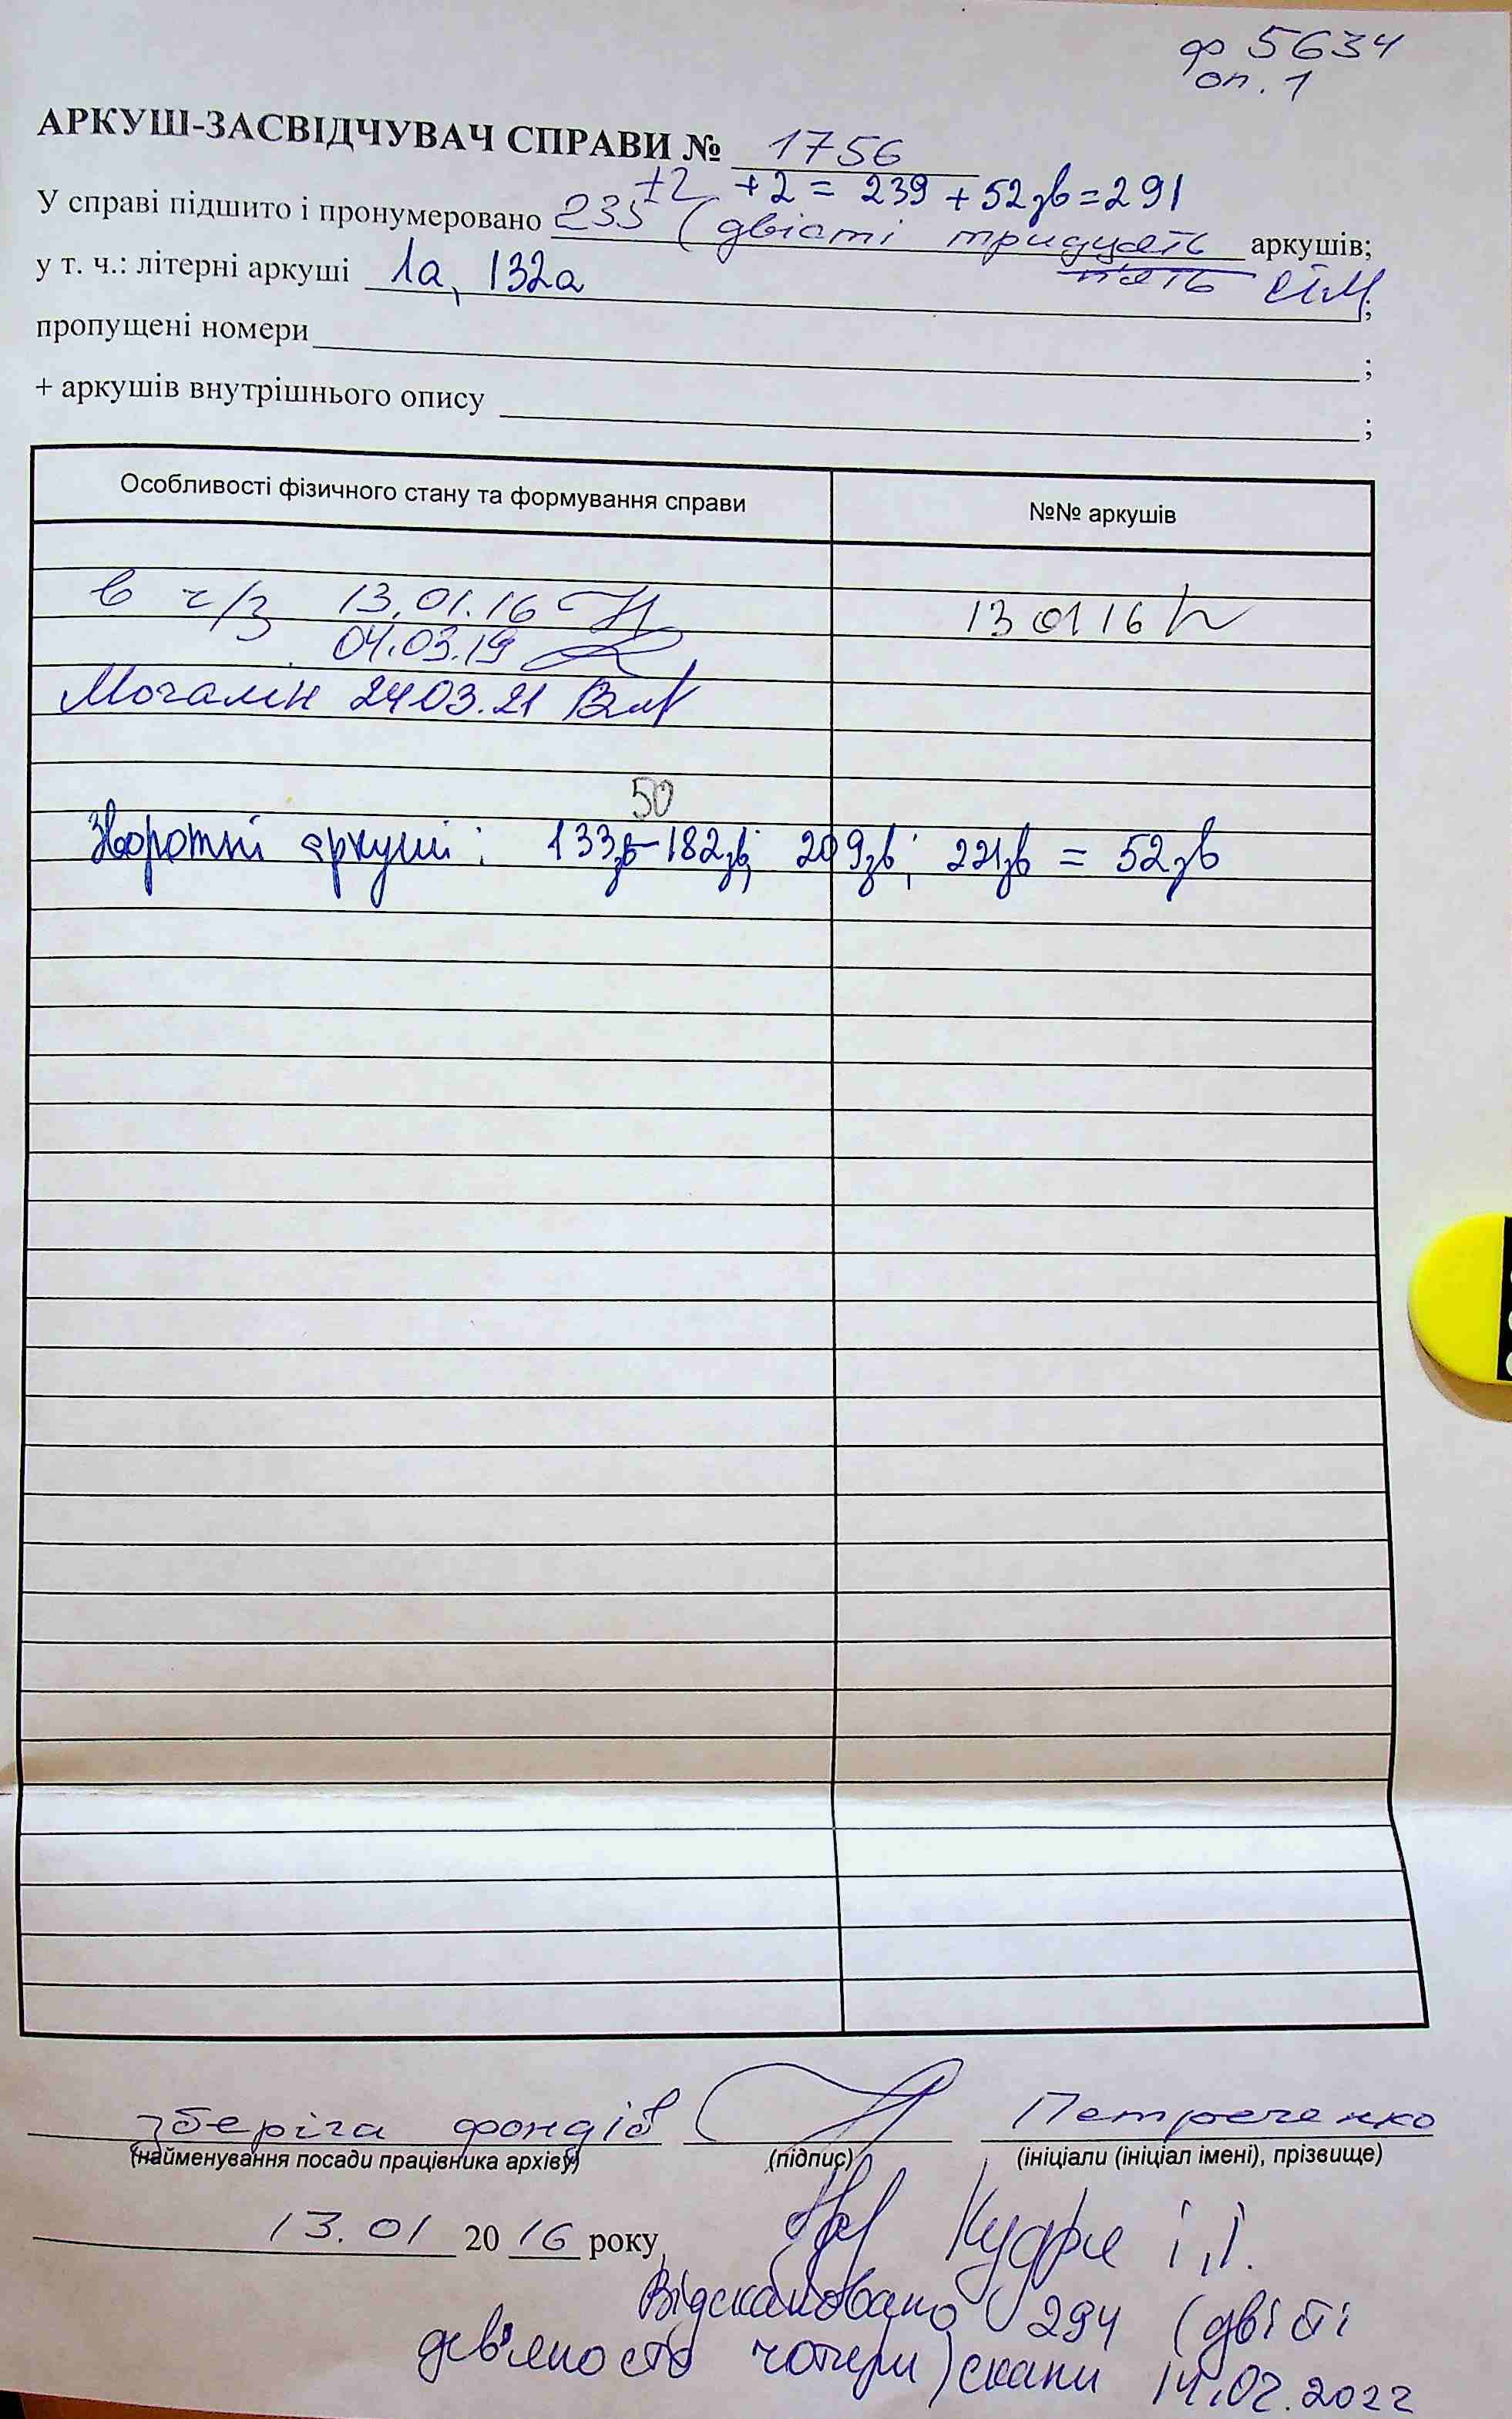 ф 5634
оп. 1
АРКУШ-ЗАСВІДЧУВАЧ СПРАВИ № 1756
+2 +2 = 239 + 52зв = 291
У справі підшито і пронумеровано 235 (двісті тридцять аркушів;
п'ять сім
у т. ч.: літерні аркуші 1а, 132а ;
пропущені номери ;
+ аркушів внутрішнього опису ;
Особливості фізичного стану та формування справи №№ аркушів
в ч/з 13.01.16 13 01 16
04.03.19
Мочалін 24.03.21
50
Зворотні аркуші: 133зв-182зв; 209зв; 221зв = 52зв
зберігач фондів Петреченко
(найменування посади працівника архіву) (підпис) (ініціали (ініціал імені), прізвище)
13.01 20 16 року
Кудря І.І.
Відскановано 294 (двісті
дев'яносто чотири) скани 14.02.2022